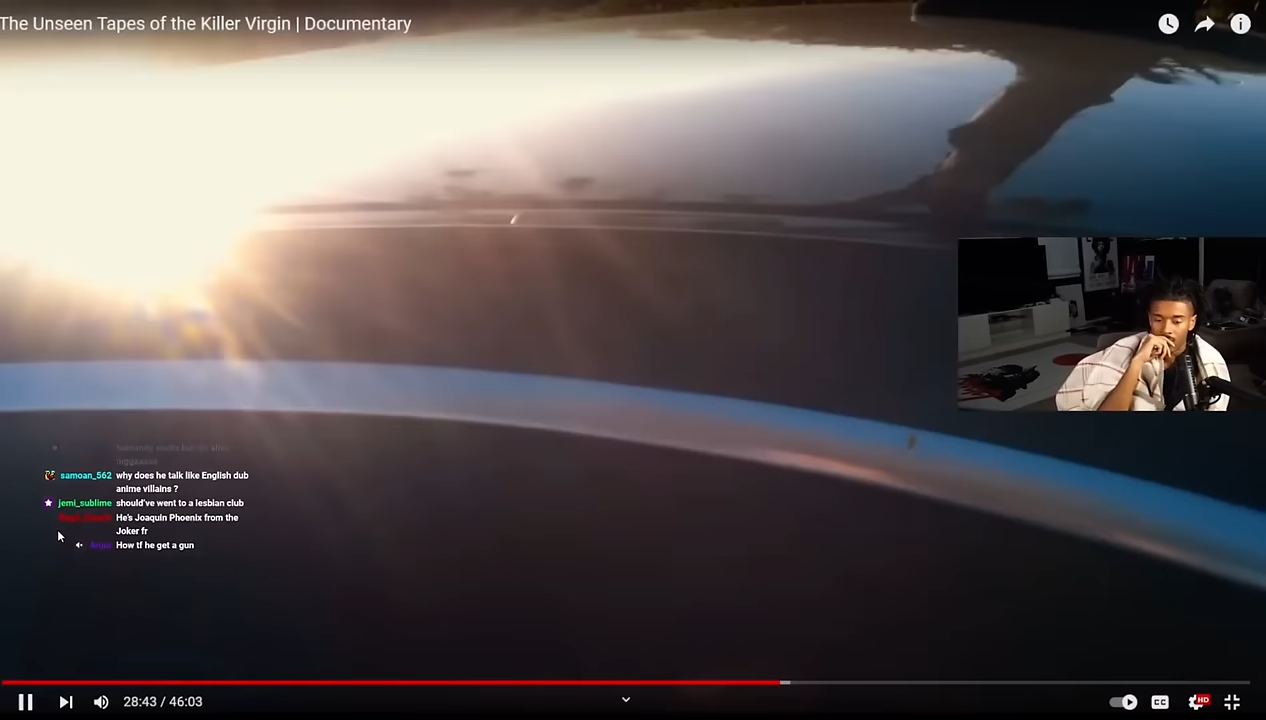 The Unseen Tapes of the Killer Virgin | Documentary
samoan_562 why does he talk like English dub
anime villains ?
jemi_sublime should've went to a lesbian club
He's Joaquin Phoenix from the
Joker fr
How tf he get a gun
28:43 / 46:03
CC
HD